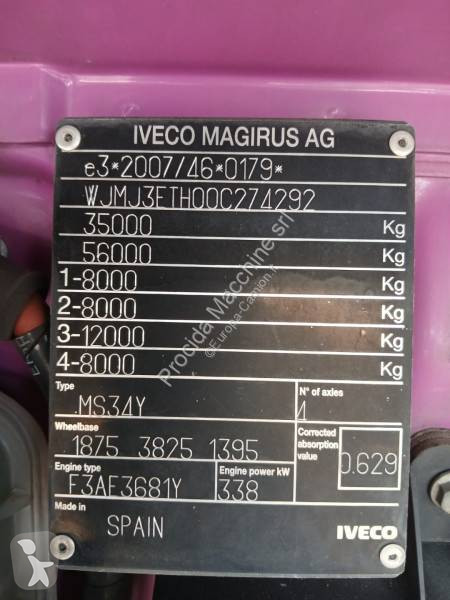 IVECO MAGIRUS AG
e3*2007/46*0179*
WJMJ3ETH00C274292
35000 Kg
56000 Kg
1-8000 Kg
2-8000 Kg
3-12000 Kg
4-8000 Kg
Type MS34Y N° of axles 4
Wheelbase 1875 3825 1395 Corrected absorption value 0.629
Engine type F3AE3681Y Engine power kW 338
Made in SPAIN IVECO
Procida Macchine srl
©Europa-Camion.fr